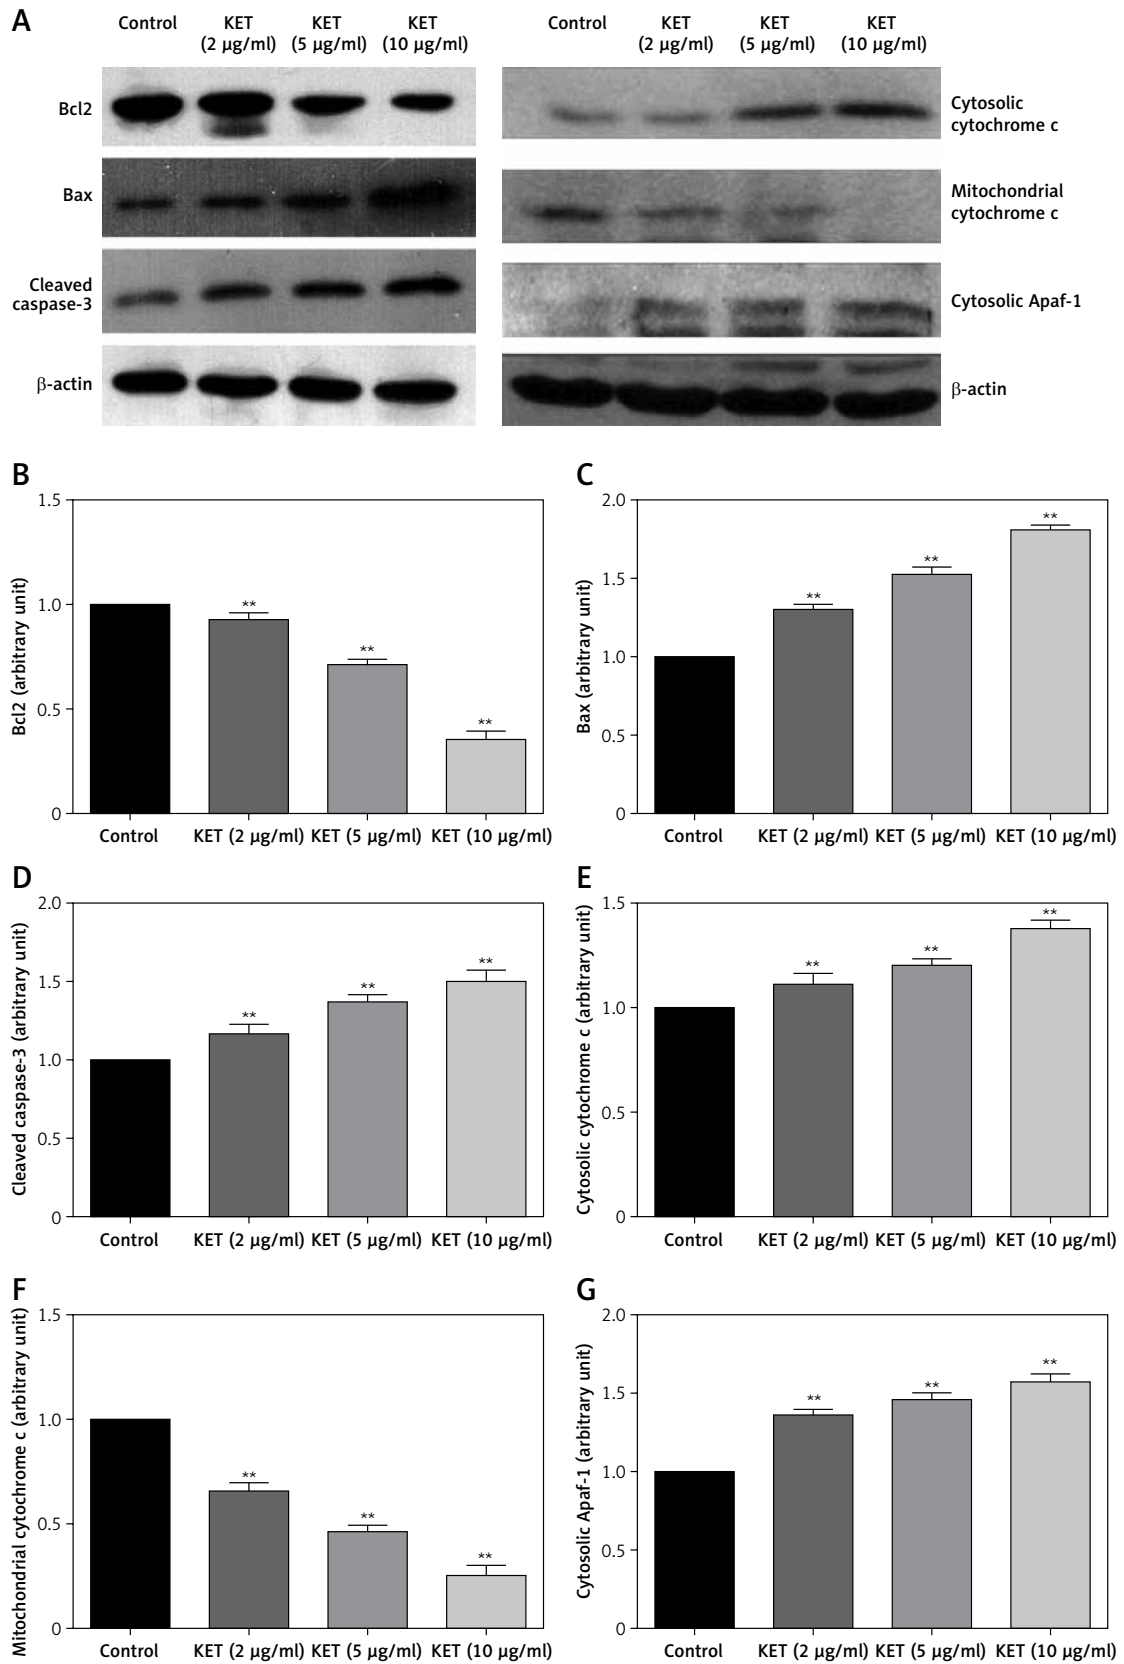 A
Control
KET
(2 µg/ml)
KET
(5 µg/ml)
KET
(10 µg/ml)
Control
KET
(2 µg/ml)
KET
(5 µg/ml)
KET
(10 µg/ml)
Bcl2
Bax
Cleaved
caspase-3
β-actin
Cytosolic
cytochrome c
Mitochondrial
cytochrome c
Cytosolic Apaf-1
β-actin
B
Bcl2 (arbitrary unit)
1.5
1.0
0.5
0
**
**
**
Control
KET (2 µg/ml)
KET (5 µg/ml)
KET (10 µg/ml)
C
Bax (arbitrary unit)
2.0
1.5
1.0
0.5
0
**
**
**
Control
KET (2 µg/ml)
KET (5 µg/ml)
KET (10 µg/ml)
D
Cleaved caspase-3 (arbitrary unit)
2.0
1.5
1.0
0.5
0
**
**
**
Control
KET (2 µg/ml)
KET (5 µg/ml)
KET (10 µg/ml)
E
Cytosolic cytochrome c (arbitrary unit)
1.5
1.0
0.5
0
**
**
**
Control
KET (2 µg/ml)
KET (5 µg/ml)
KET (10 µg/ml)
F
Mitochondrial cytochrome c (arbitrary unit)
1.5
1.0
0.5
0
**
**
**
Control
KET (2 µg/ml)
KET (5 µg/ml)
KET (10 µg/ml)
G
Cytosolic Apaf-1 (arbitrary unit)
2.0
1.5
1.0
0.5
0
**
**
**
Control
KET (2 µg/ml)
KET (5 µg/ml)
KET (10 µg/ml)